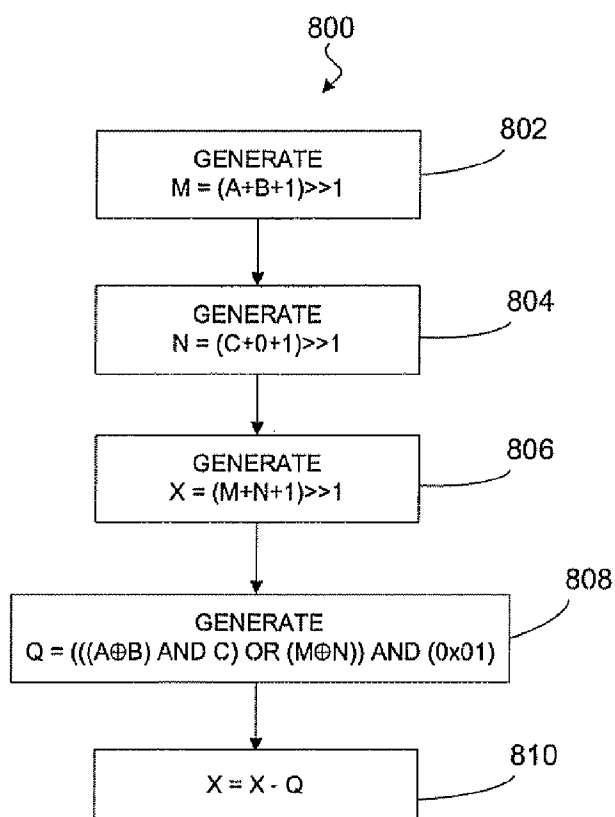 800
802
GENERATE
M = (A+B+1)>>1
804
GENERATE
N = (C+0+1)>>1
806
GENERATE
X = (M+N+1)>>1
808
GENERATE
Q = (((A⊕B) AND C) OR (M⊕N)) AND (0x01)
810
X = X - Q